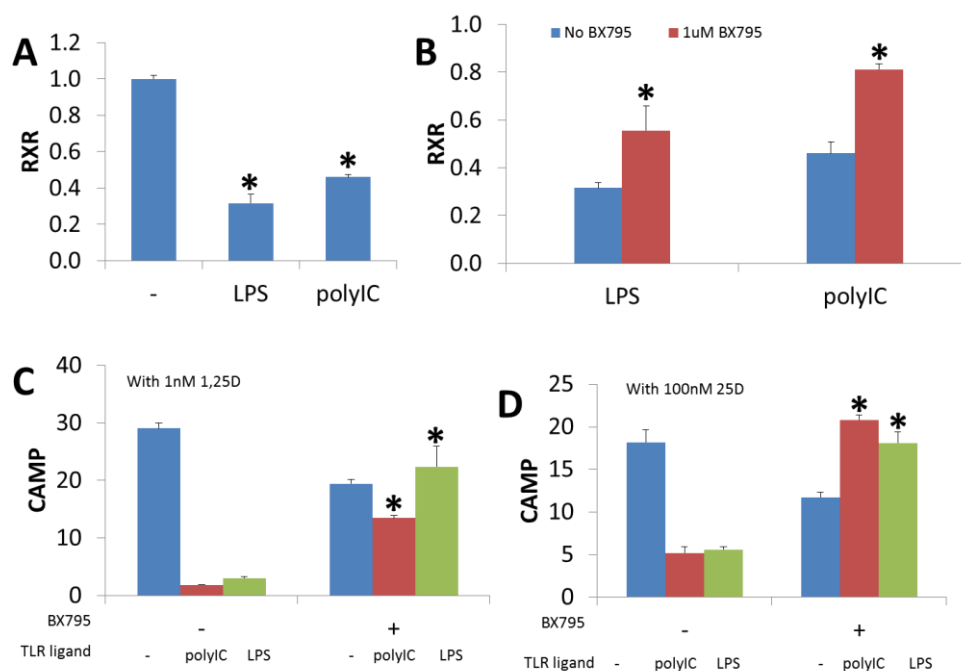 A
RXR
1.2
1.0
0.8
0.6
0.4
0.2
0.0
*
*
- LPS polyIC
B
No BX795 1uM BX795
RXR
1.0
0.8
0.6
0.4
0.2
0.0
*
*
LPS polyIC
C
With 1nM 1,25D
CAMP
40
30
20
10
0
*
*
BX795 - +
TLR ligand - polyIC LPS - polyIC LPS
D
With 100nM 25D
CAMP
25
20
15
10
5
0
*
*
BX795 - +
TLR ligand - polyIC LPS - polyIC LPS